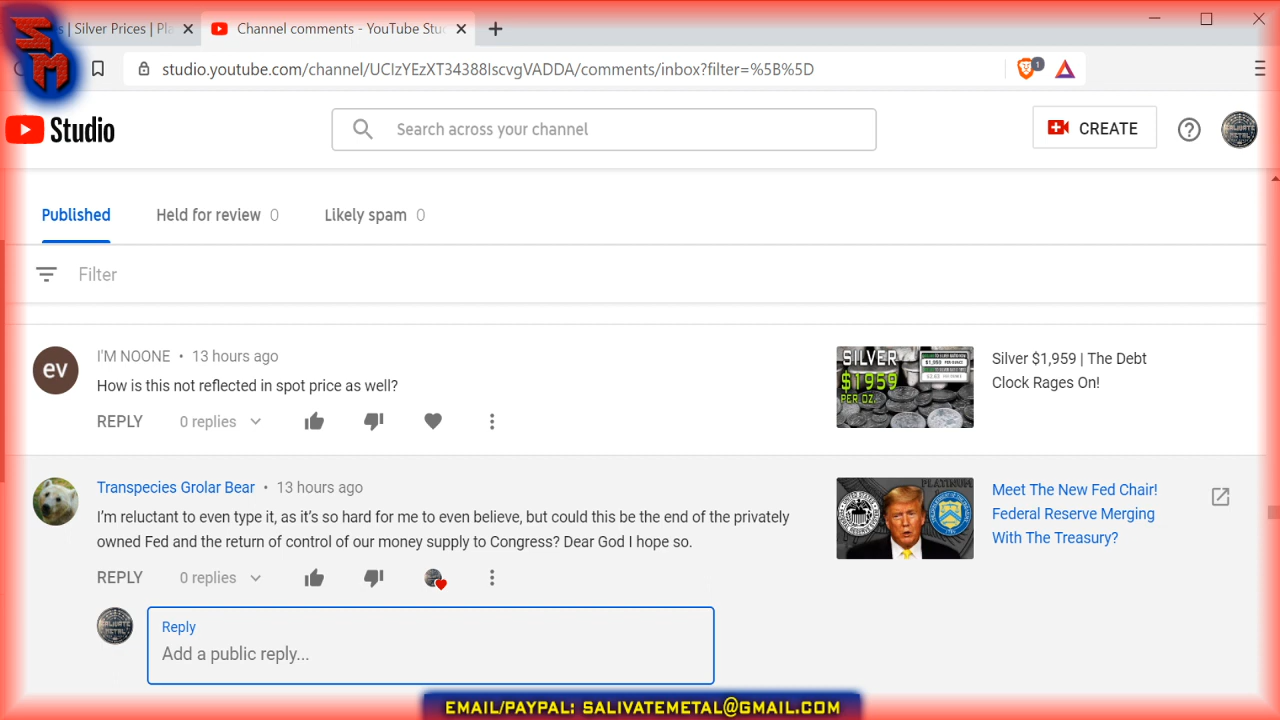 SM
s | Silver Prices | Pla
Channel comments - YouTube Stud
studio.youtube.com/channel/UCIzYEzXT34388IscvgVADDA/comments/inbox?filter=%5B%5D
1
Studio
Search across your channel
CREATE
Published
Held for review 0
Likely spam 0
Filter
ev
I'M NOONE • 13 hours ago
How is this not reflected in spot price as well?
REPLY
0 replies
SILVER
$1959
PER OZ.
Silver $1,959 | The Debt
Clock Rages On!
Transpecies Grolar Bear • 13 hours ago
I'm reluctant to even type it, as it's so hard for me to even believe, but could this be the end of the privately
owned Fed and the return of control of our money supply to Congress? Dear God I hope so.
REPLY
0 replies
PLATINUM
Meet The New Fed Chair!
Federal Reserve Merging
With The Treasury?
Reply
Add a public reply...
EMAIL/PAYPAL: SALIVATEMETAL@GMAIL.COM